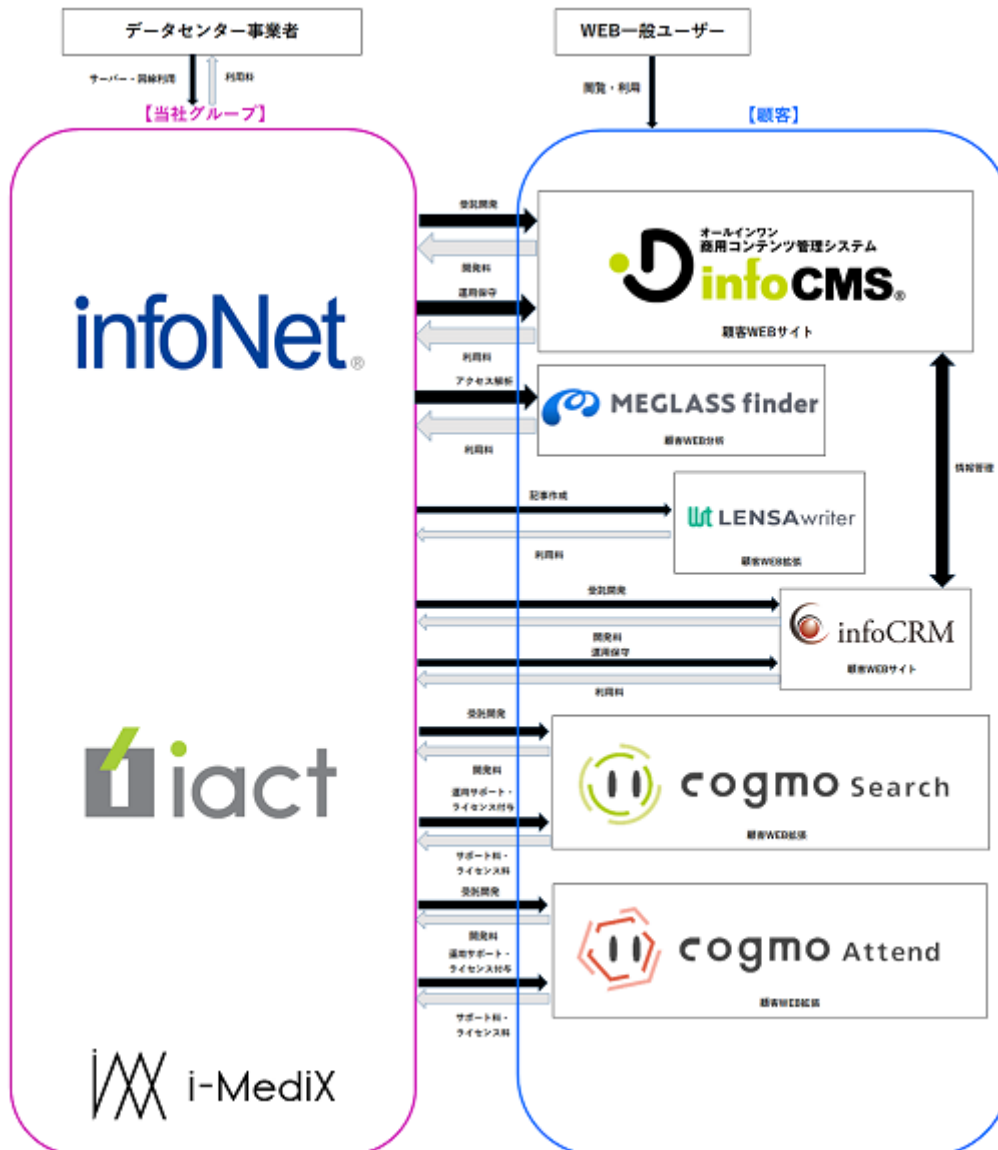 データセンター事業者
WEB一般ユーザー
サーバー・回線利用
利用料
閲覧・利用
【当社グループ】
【顧客】
infoNet®
iact
i-MediX
受託開発
開発料
運用保守
利用料
オールインワン
商用コンテンツ管理システム
infoCMS®
顧客WEBサイト
アクセス解析
利用料
MEGLASS finder
顧客WEB分析
情報管理
記事作成
利用料
LENSAwriter
顧客WEB拡張
受託開発
開発料
運用保守
利用料
infoCRM
顧客WEBサイト
受託開発
開発料
運用サポート・
ライセンス付与
サポート料・
ライセンス料
cogmo Search
顧客WEB拡張
受託開発
開発料
運用サポート・
ライセンス付与
サポート料・
ライセンス料
cogmo Attend
顧客WEB拡張